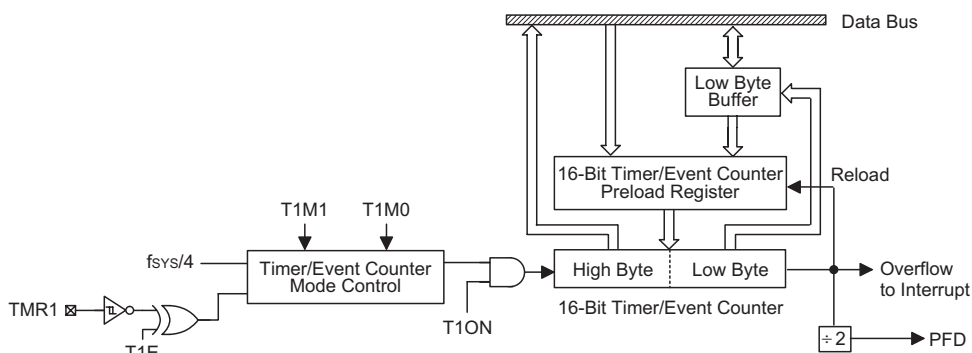 Data Bus
Low Byte
Buffer
16-Bit Timer/Event Counter
Preload Register
Reload
T1M1
T1M0
fSYS/4
Timer/Event Counter
Mode Control
High Byte
Low Byte
Overflow
to Interrupt
16-Bit Timer/Event Counter
TMR1
T1ON
÷ 2
PFD